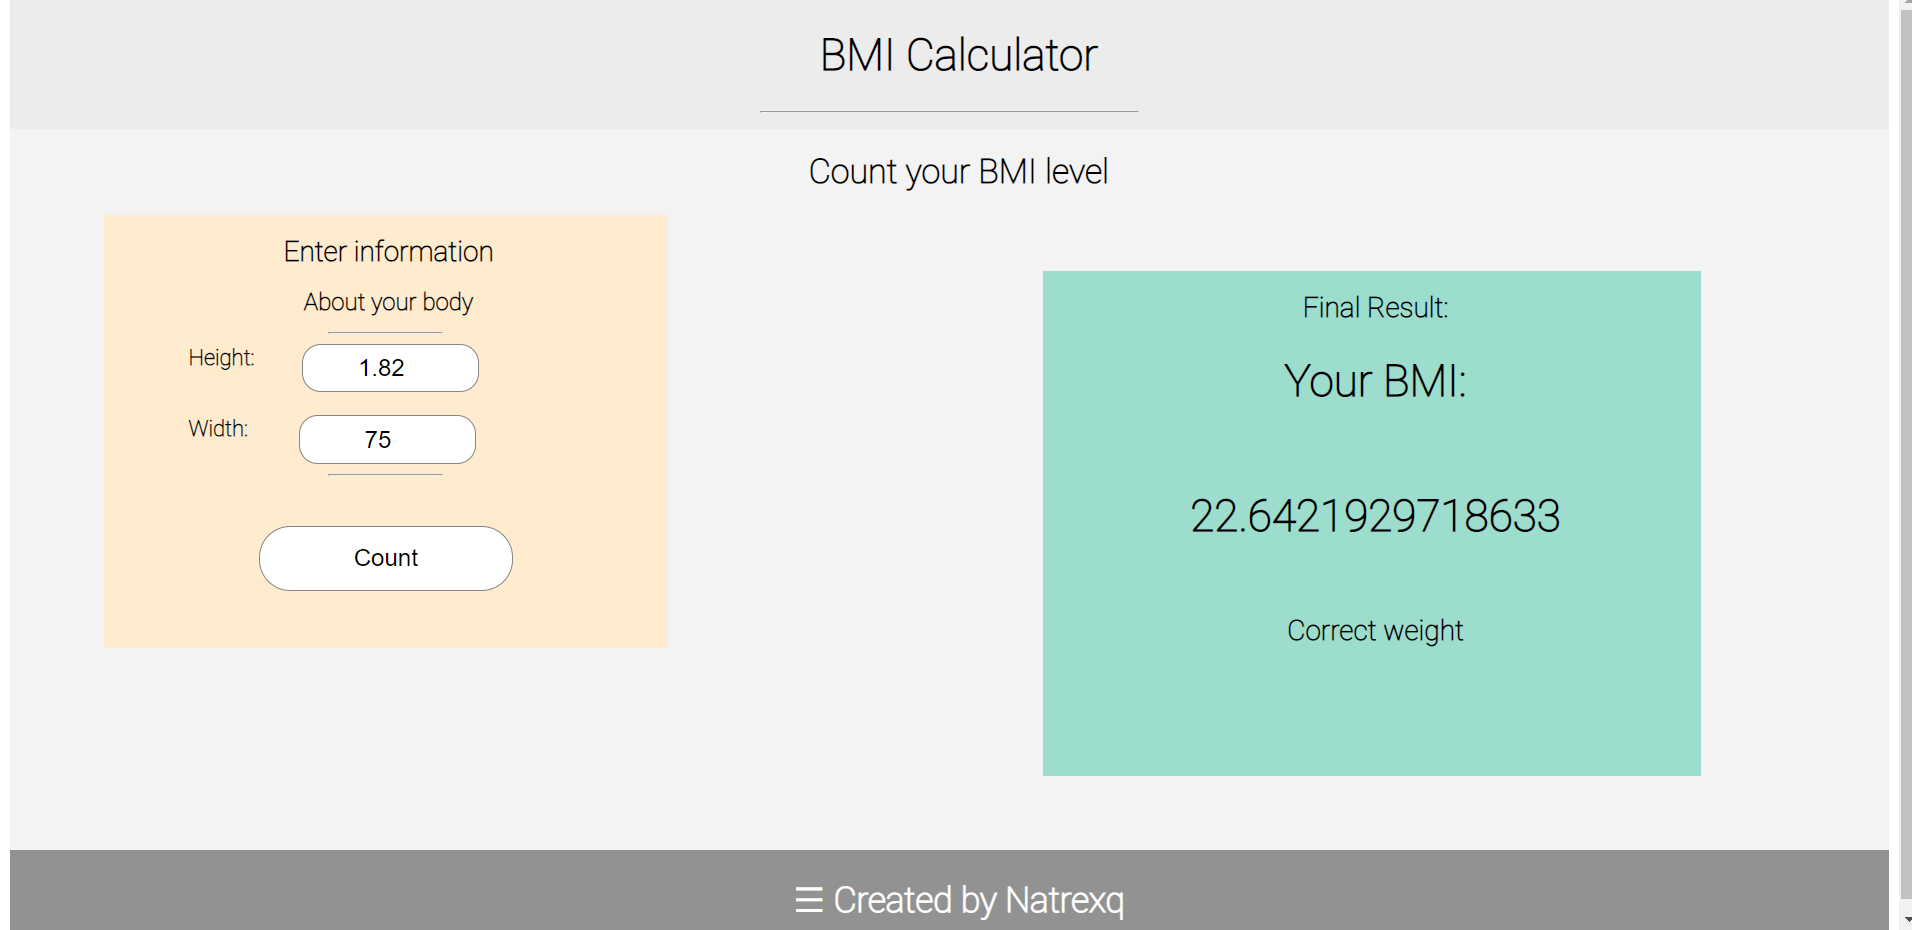 BMI Calculator
Count your BMI level
Enter information
About your body
Height:
1.82
Width:
75
Count
Final Result:
Your BMI:
22.6421929718633
Correct weight
☰ Created by Natrexq